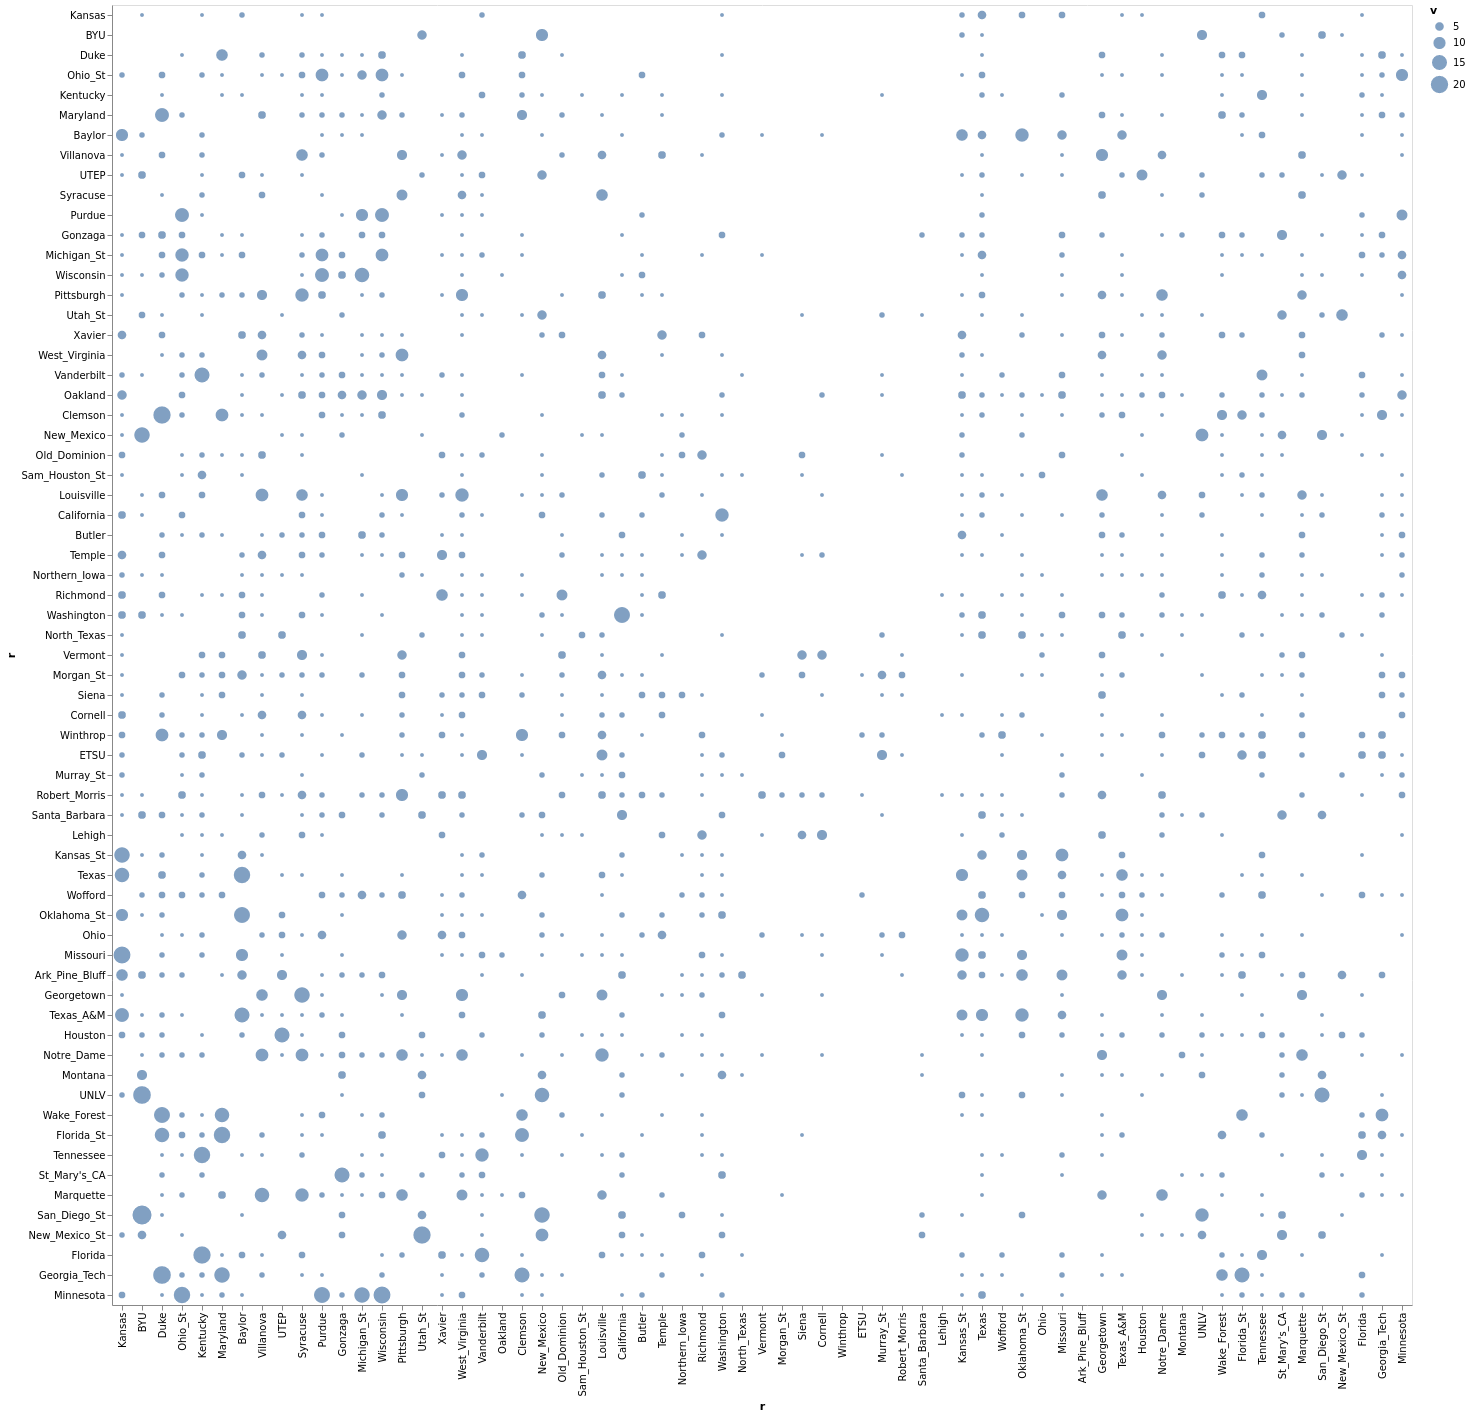 Kansas
BYU
Duke
Ohio_St
Kentucky
Maryland
Baylor
Villanova
UTEP
Syracuse
Purdue
Gonzaga
Michigan_St
Wisconsin
Pittsburgh
Utah_St
Xavier
West_Virginia
Vanderbilt
Oakland
Clemson
New_Mexico
Old_Dominion
Sam_Houston_St
Louisville
California
Butler
Temple
Northern_Iowa
Richmond
Washington
North_Texas
Vermont
Morgan_St
Siena
Cornell
Winthrop
ETSU
Murray_St
Robert_Morris
Santa_Barbara
Lehigh
Kansas_St
Texas
Wofford
Oklahoma_St
Ohio
Missouri
Ark_Pine_Bluff
Georgetown
Texas_A&M
Houston
Notre_Dame
Montana
UNLV
Wake_Forest
Florida_St
Tennessee
St_Mary's_CA
Marquette
San_Diego_St
New_Mexico_St
Florida
Georgia_Tech
Minnesota
r
Kansas
BYU
Duke
Ohio_St
Kentucky
Maryland
Baylor
Villanova
UTEP
Syracuse
Purdue
Gonzaga
Michigan_St
Wisconsin
Pittsburgh
Utah_St
Xavier
West_Virginia
Vanderbilt
Oakland
Clemson
New_Mexico
Old_Dominion
Sam_Houston_St
Louisville
California
Butler
Temple
Northern_Iowa
Richmond
North_Texas
Washington
Vermont
Morgan_St
Siena
Cornell
Winthrop
ETSU
Murray_St
Robert_Morris
Santa_Barbara
Lehigh
Kansas_St
Texas
Wofford
Oklahoma_St
Ohio
Missouri
Ark_Pine_Bluff
Georgetown
Texas_A&M
Houston
Notre_Dame
Montana
UNLV
Wake_Forest
Florida_St
Tennessee
St_Mary's_CA
Marquette
San_Diego_St
New_Mexico_St
Florida
Georgia_Tech
Minnesota
r
v
5
10
15
20